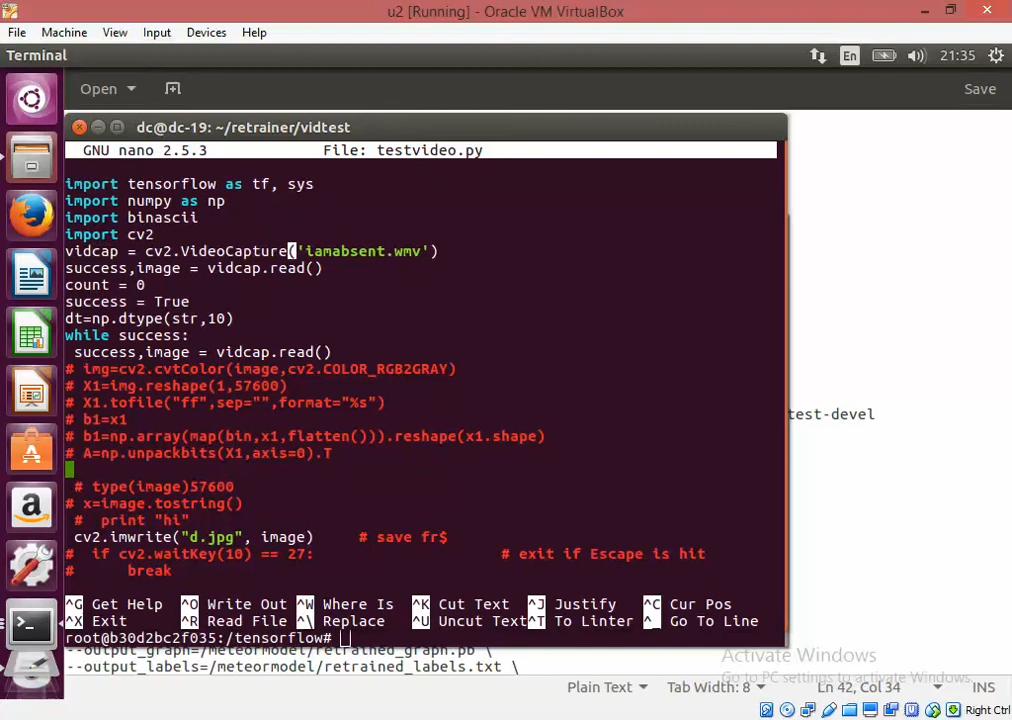 u2 [Running] - Oracle VM VirtualBox
File Machine View Input Devices Help
Terminal En 21:35
Open Save
dc@dc-19: ~/retrainer/vidtest
GNU nano 2.5.3 File: testvideo.py
import tensorflow as tf, sys
import numpy as np
import binascii
import cv2
vidcap = cv2.VideoCapture('iamabsent.wmv')
success,image = vidcap.read()
count = 0
success = True
dt=np.dtype(str,10)
while success:
success,image = vidcap.read()
# img=cv2.cvtColor(image,cv2.COLOR_RGB2GRAY)
# X1=img.reshape(1,57600)
# X1.tofile("ff",sep="",format="%s")
# b1=x1
test-devel
# b1=np.array(map(bin,x1,flatten())).reshape(x1.shape)
# A=np.unpackbits(X1,axis=0).T
# type(image)57600
# x=image.tostring()
# print "hi"
cv2.imwrite("d.jpg", image) # save fr$
# if cv2.waitKey(10) == 27: # exit if Escape is hit
# break
^G Get Help ^O Write Out ^W Where Is ^K Cut Text ^J Justify ^C Cur Pos
^X Exit ^R Read File ^\ Replace ^U Uncut Text ^T To Linter ^_ Go To Line
root@b30d2bc2f035:/tensorflow#
--output_graph=/meteormodel/retrained_graph.pb \
--output_labels=/meteormodel/retrained_labels.txt \
Activate Windows
Go to PC settings to activate Windows.
Plain Text Tab Width: 8 Ln 42, Col 34 INS
Right Ctrl